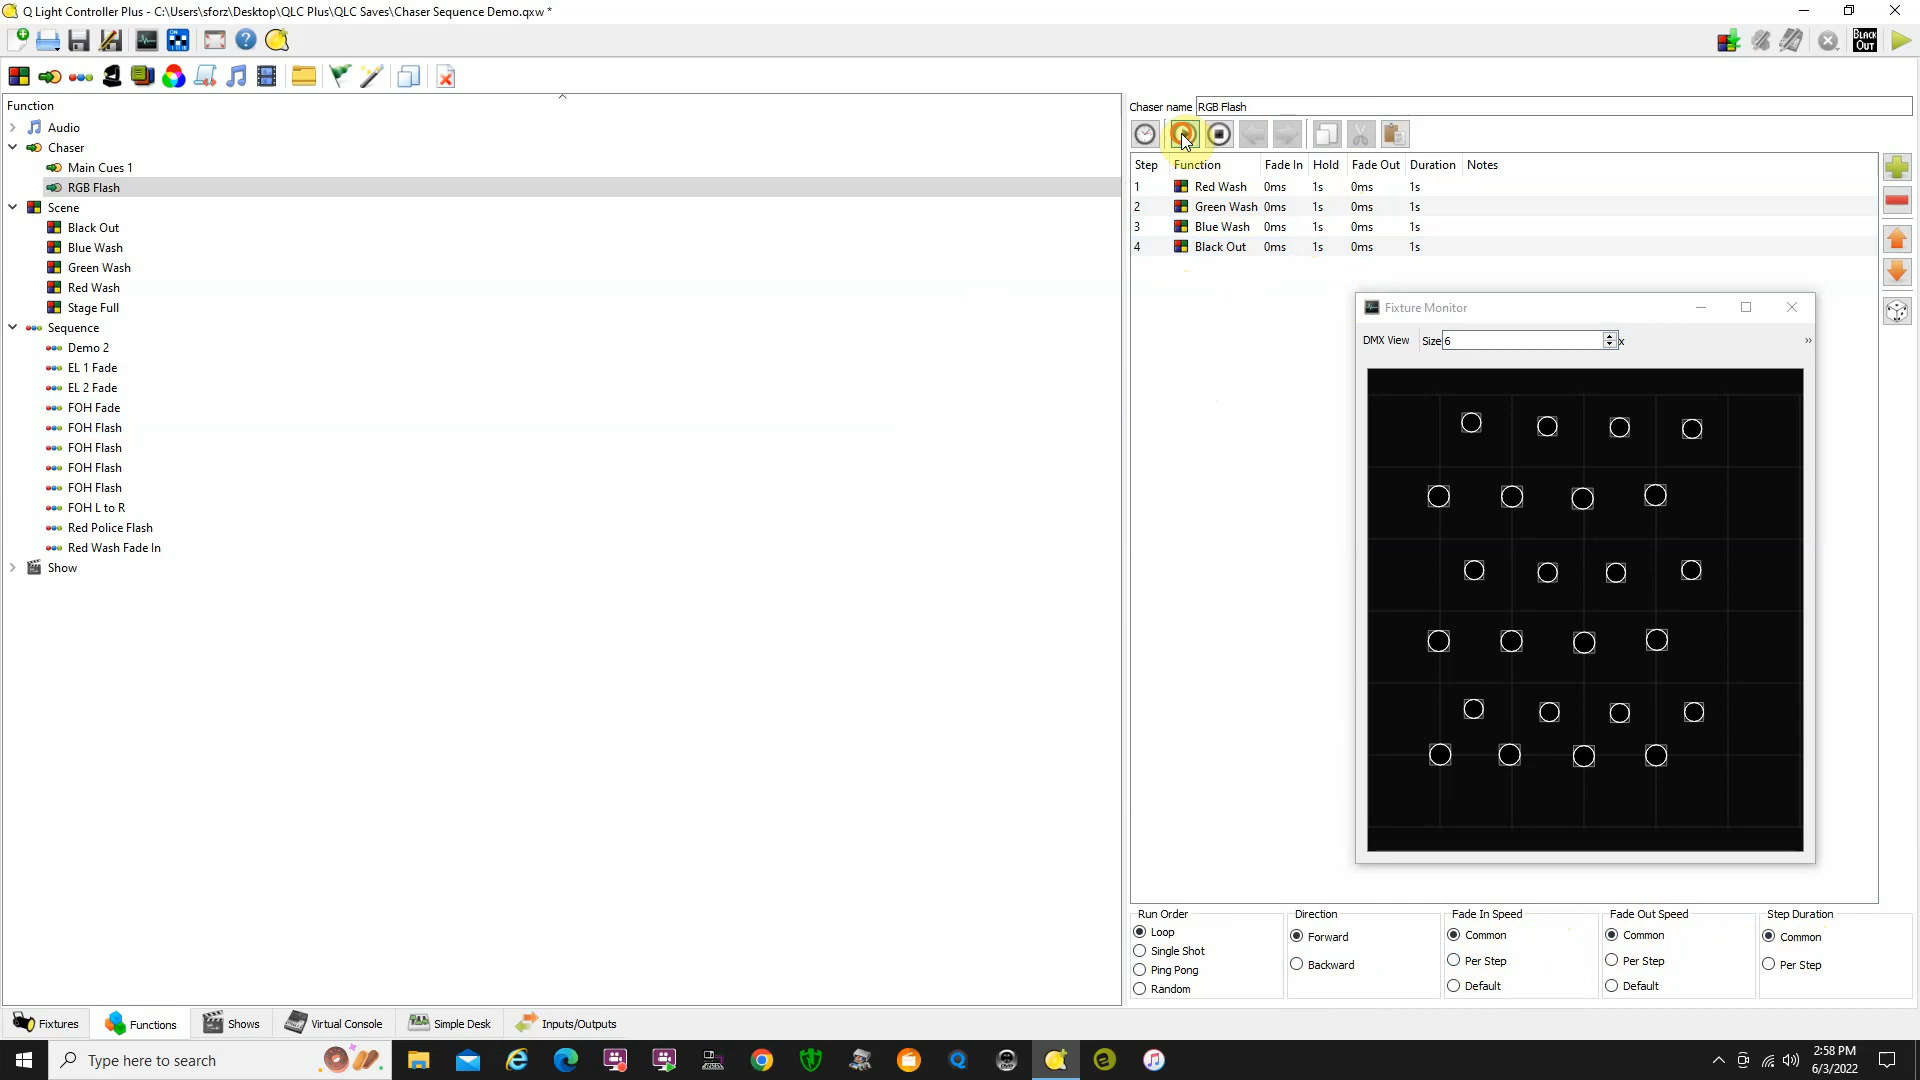 Q Light Controller Plus - C:\Users\sforz\Desktop\QLC Plus\QLC Saves\Chaser Sequence Demo.qxw *
BLACK OUT
Function
Audio
Chaser
Main Cues 1
RGB Flash
Scene
Black Out
Blue Wash
Green Wash
Red Wash
Stage Full
Sequence
Demo 2
EL 1 Fade
EL 2 Fade
FOH Fade
FOH Flash
FOH Flash
FOH Flash
FOH Flash
FOH L to R
Red Police Flash
Red Wash Fade In
Show
Chaser name RGB Flash
Step Function Fade In Hold Fade Out Duration Notes
1 Red Wash 0ms 1s 0ms 1s
2 Green Wash 0ms 1s 0ms 1s
3 Blue Wash 0ms 1s 0ms 1s
4 Black Out 0ms 1s 0ms 1s
Fixture Monitor
DMX View Size 6 x »
Run Order
Loop
Single Shot
Ping Pong
Random
Direction
Forward
Backward
Fade In Speed
Common
Per Step
Default
Fade Out Speed
Common
Per Step
Default
Step Duration
Common
Per Step
Fixtures Functions Shows Virtual Console Simple Desk Inputs/Outputs
Type here to search
2:58 PM
6/3/2022